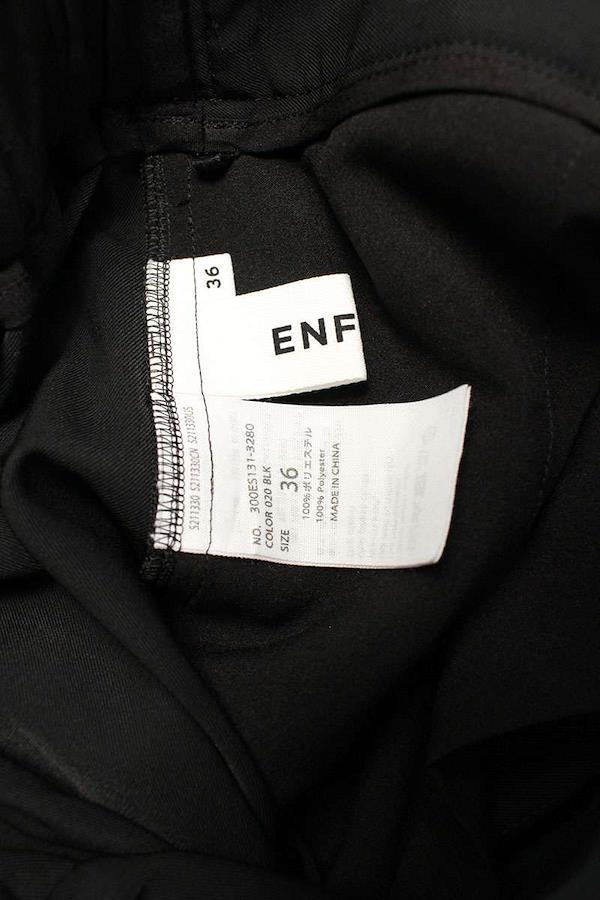 36
ENF
S211330 S211330CN S211330US
NO. 300ES131-3280
COLOR 020 BLK
SIZE 36
100%ポリエステル
100% Polyester
MADE IN CHINA